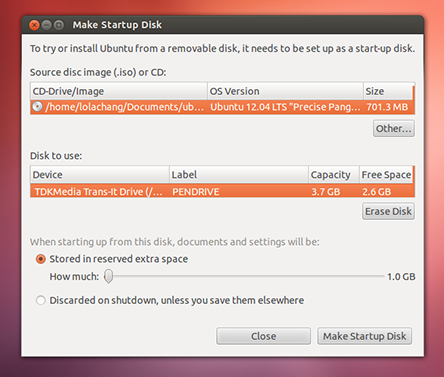 Make Startup Disk
To try or install Ubuntu from a removable disk, it needs to be set up as a start-up disk.
Source disc image (.iso) or CD:
CD-Drive/Image OS Version Size
/home/lolachang/Documents/ub... Ubuntu 12.04 LTS "Precise Pang... 701.3 MB
Other...
Disk to use:
Device Label Capacity Free Space
TDKMedia Trans-It Drive (/... PENDRIVE 3.7 GB 2.6 GB
Erase Disk
When starting up from this disk, documents and settings will be:
Stored in reserved extra space
How much: 1.0 GB
Discarded on shutdown, unless you save them elsewhere
Close Make Startup Disk